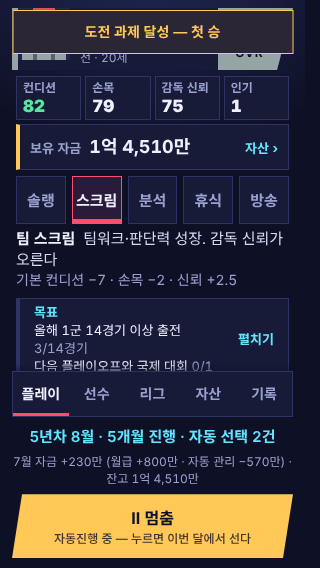 도전 과제 달성 — 첫 승
전 · 20세
OVR
컨디션 손목 감독 신뢰 인기
82 79 75 1
보유 자금 1억 4,510만 자산 ›
솔랭 스크림 분석 휴식 방송
팀 스크림 팀워크·판단력 성장. 감독 신뢰가
오른다
기본 컨디션 −7 · 손목 −2 · 신뢰 +2.5
목표
올해 1군 14경기 이상 출전
3/14경기
펼치기
다음 플레이오프와 국제 대회 0/1
플레이 선수 리그 자산 기록
5년차 8월 · 5개월 진행 · 자동 선택 2건
7월 자금 +230만 (월급 +800만 · 자동 관리 −570만) ·
잔고 1억 4,510만
II 멈춤
자동진행 중 — 누르면 이번 달에서 선다